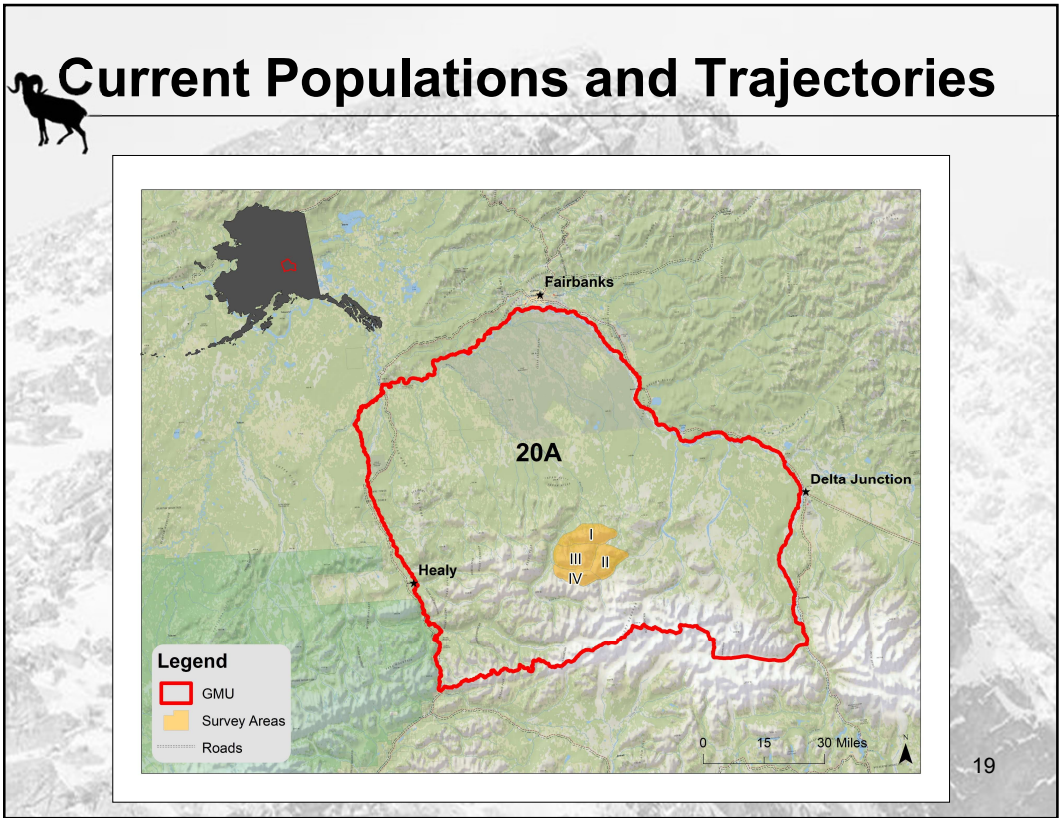 Current Populations and Trajectories
Fairbanks
20A
Delta Junction
I
III
II
IV
Healy
Legend
GMU
Survey Areas
Roads
0 15 30 Miles
N
19